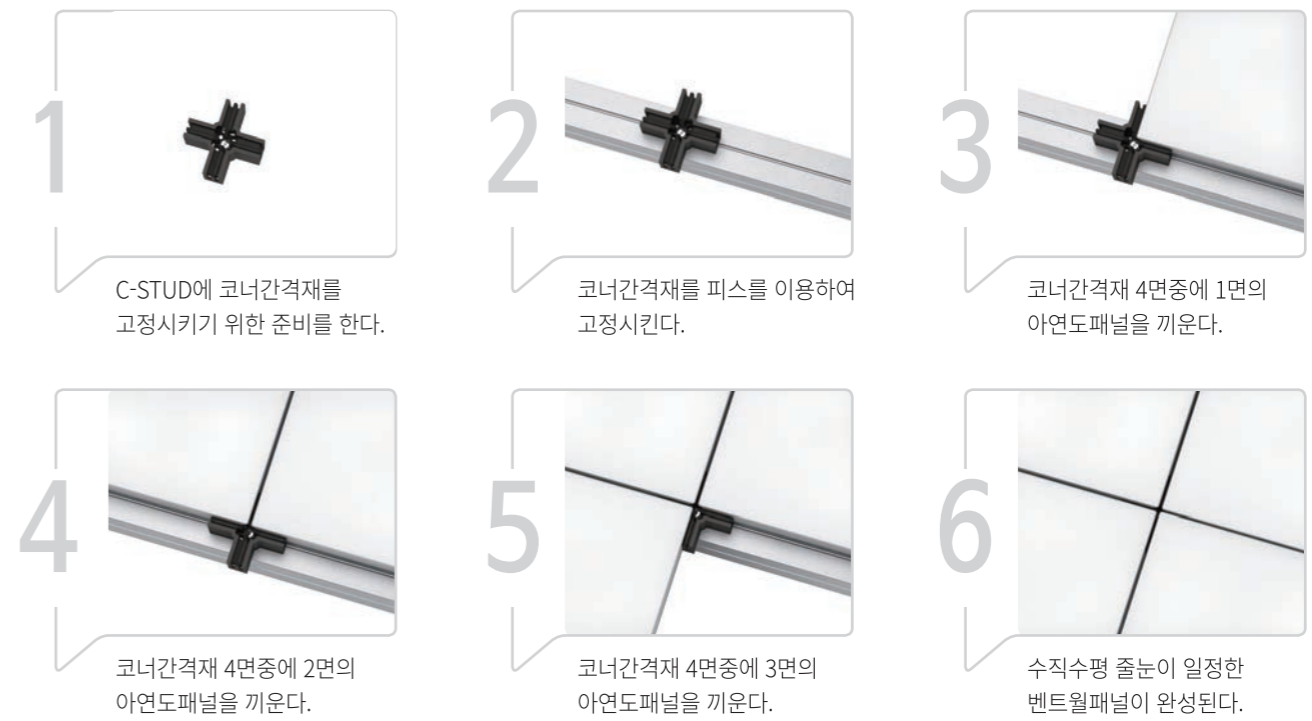 1
C-STUD에 코너간격재를
고정시키기 위한 준비를 한다.
2
코너간격재를 피스를 이용하여
고정시킨다.
3
코너간격재 4면중에 1면의
아연도패널을 끼운다.
4
코너간격재 4면중에 2면의
아연도패널을 끼운다.
5
코너간격재 4면중에 3면의
아연도패널을 끼운다.
6
수직수평 줄눈이 일정한
벤트월패널이 완성된다.